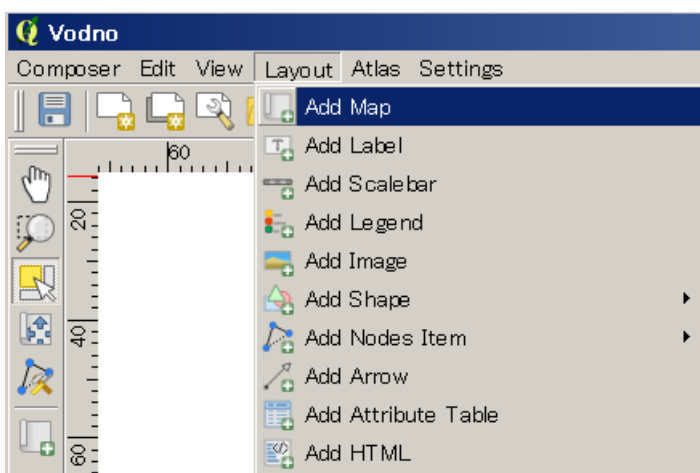 Vodno
Composer Edit View Layout Atlas Settings
Add Map
60
Add Label
Add Scalebar
20
Add Legend
Add Image
Add Shape
40
Add Nodes Item
Add Arrow
Add Attribute Table
60
Add HTML